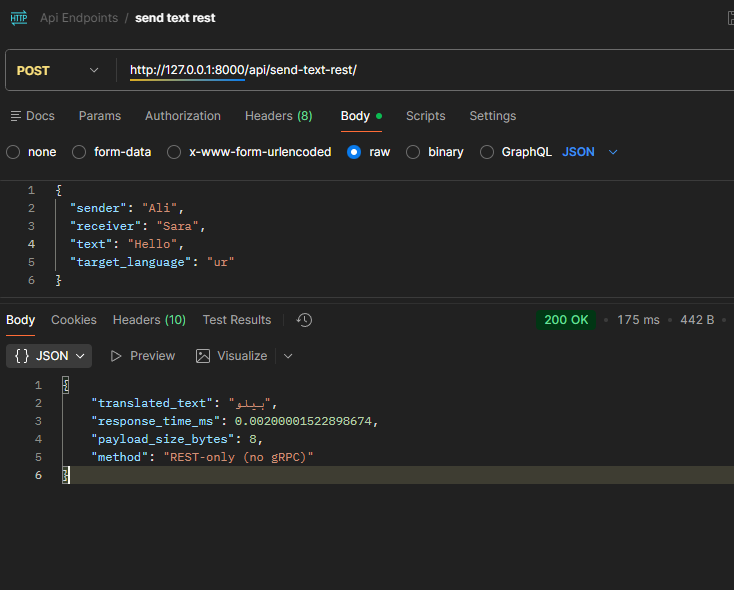 HTTP Api Endpoints / send text rest
POST http://127.0.0.1:8000/api/send-text-rest/
Docs Params Authorization Headers (8) Body Scripts Settings
none form-data x-www-form-urlencoded raw binary GraphQL JSON
1 {
2 "sender": "Ali",
3 "receiver": "Sara",
4 "text": "Hello",
5 "target_language": "ur"
6 }
Body Cookies Headers (10) Test Results 200 OK • 175 ms • 442 B •
{} JSON Preview Visualize
1 {
2 "translated_text": "ہیلو",
3 "response_time_ms": 0.00200001522898674,
4 "payload_size_bytes": 8,
5 "method": "REST-only (no gRPC)"
6 }